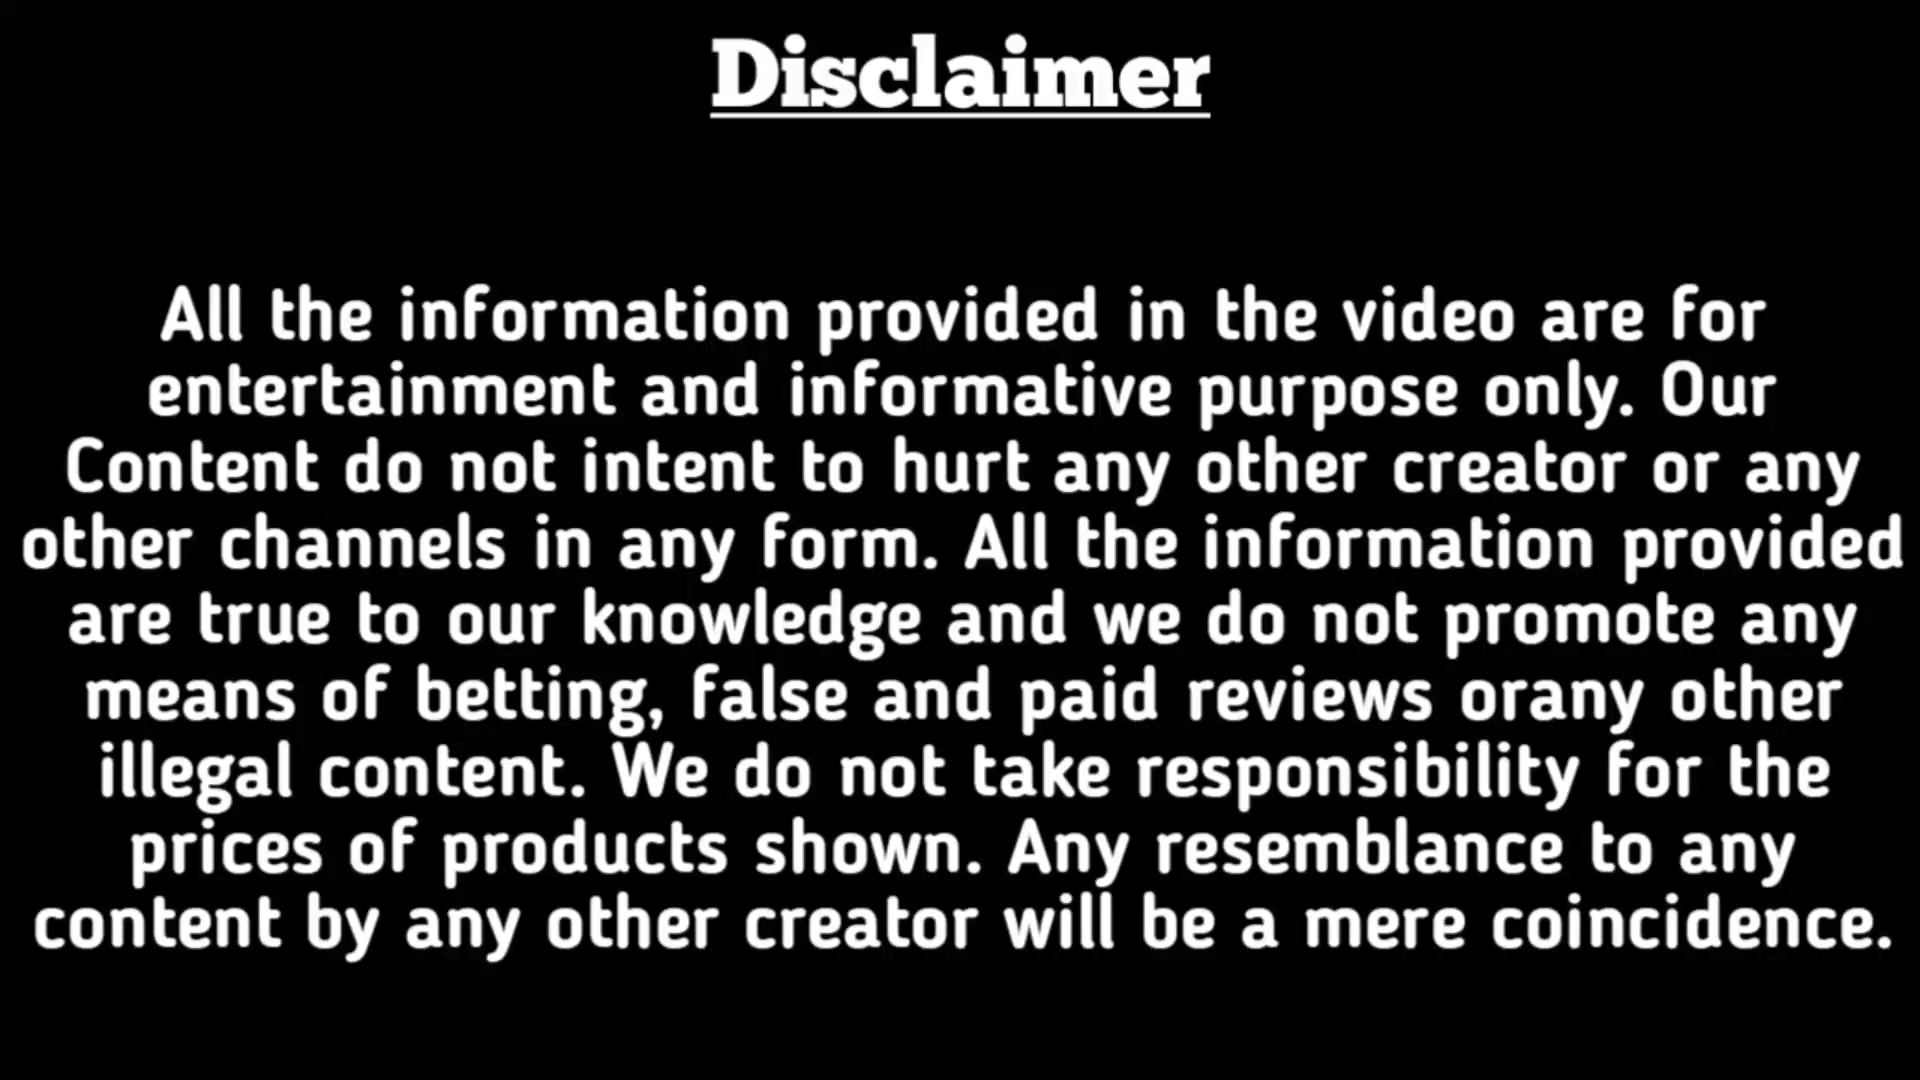 Disclaimer
All the information provided in the video are for
entertainment and informative purpose only. Our
Content do not intent to hurt any other creator or any
other channels in any form. All the information provided
are true to our knowledge and we do not promote any
means of betting, false and paid reviews orany other
illegal content. We do not take responsibility for the
prices of products shown. Any resemblance to any
content by any other creator will be a mere coincidence.